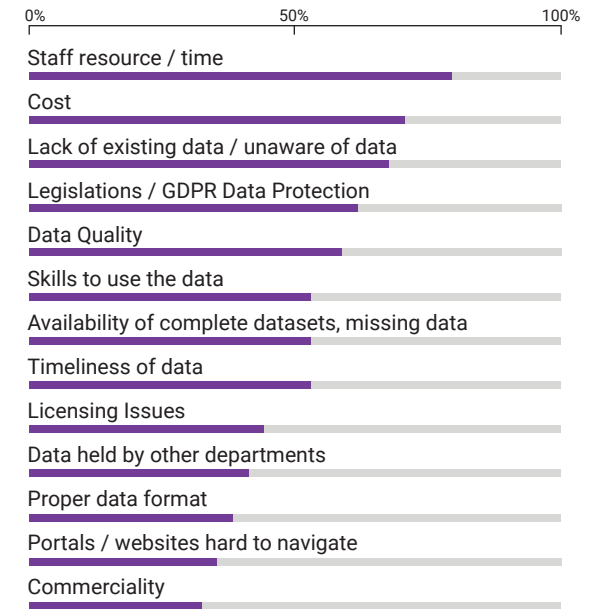 0% 50% 100%
Staff resource / time
Cost
Lack of existing data / unaware of data
Legislations / GDPR Data Protection
Data Quality
Skills to use the data
Availability of complete datasets, missing data
Timeliness of data
Licensing Issues
Data held by other departments
Proper data format
Portals / websites hard to navigate
Commerciality